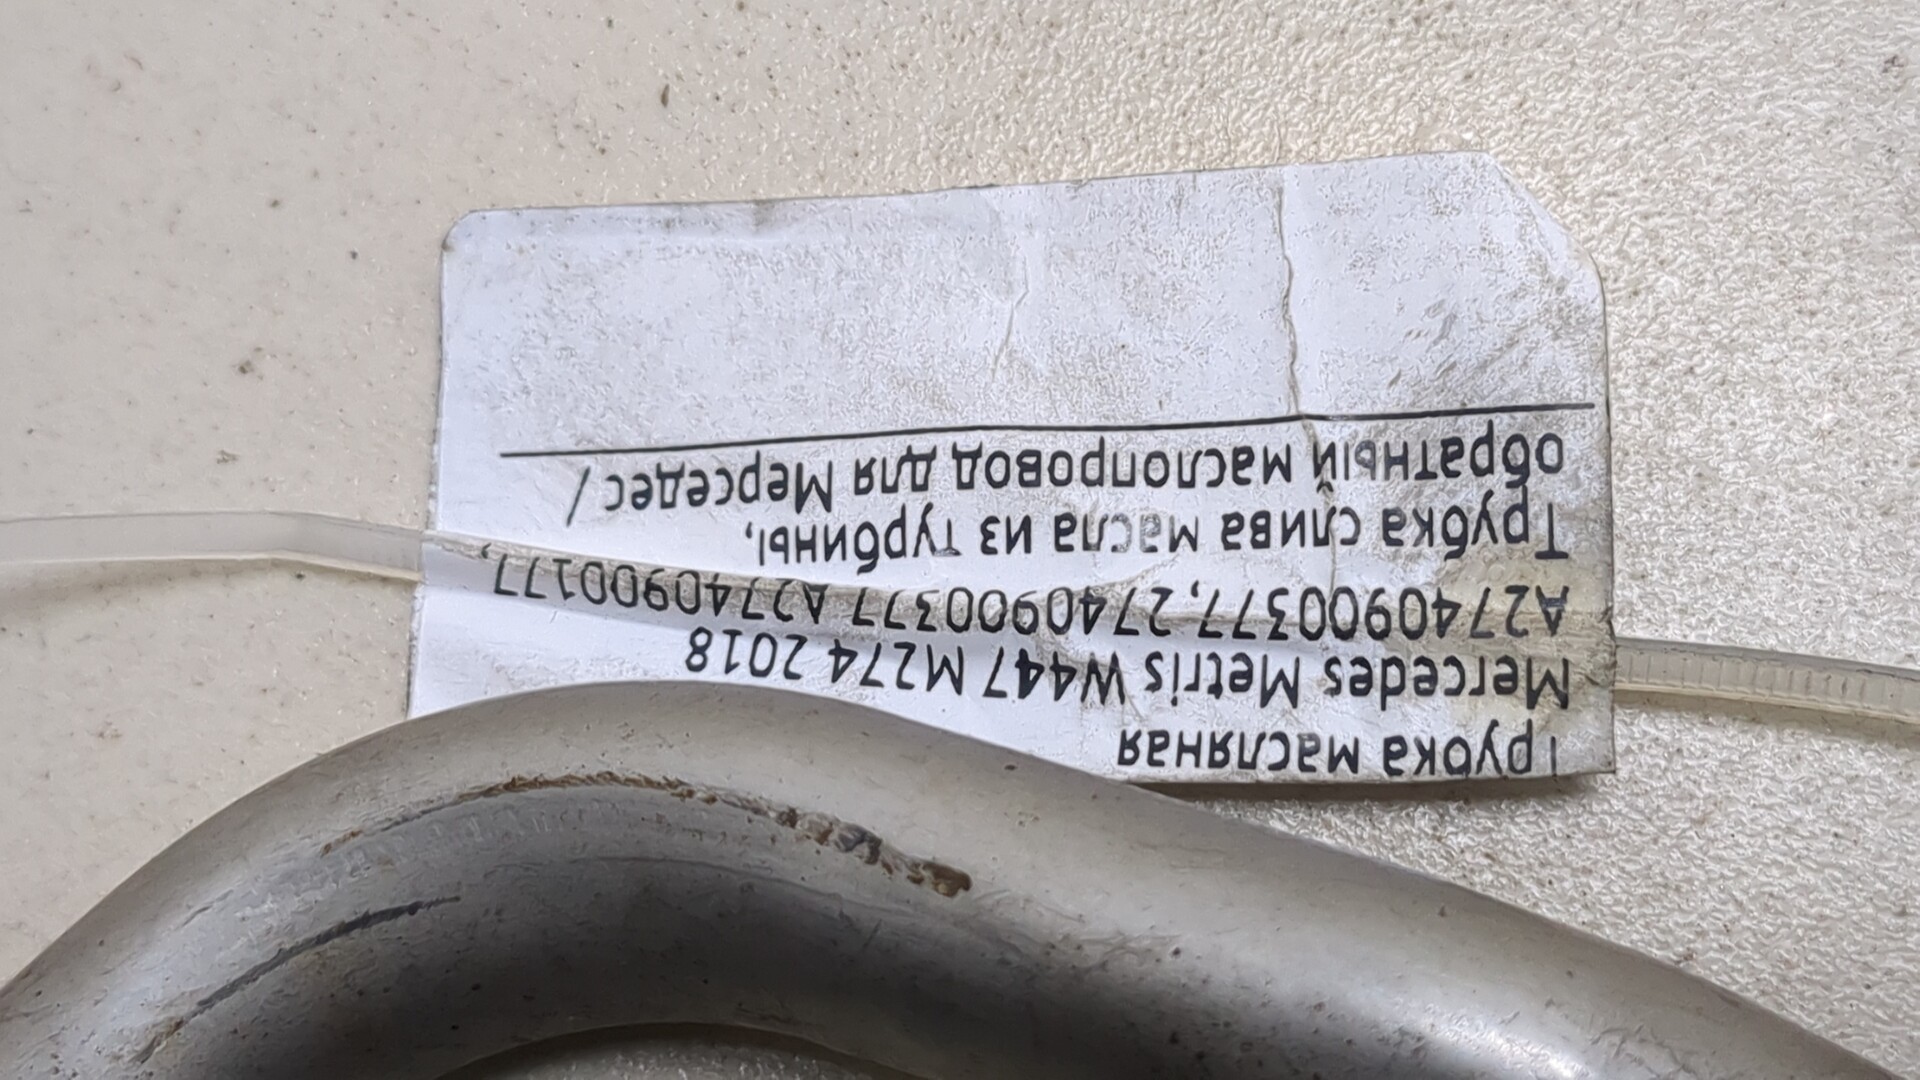 Трубка масляная
Mercedes Metris W447 M274 2018
A2740900377, 2740900377 A2740900177,
Трубка слива масла из турбины,
обратный маслопровод для Мерседес /